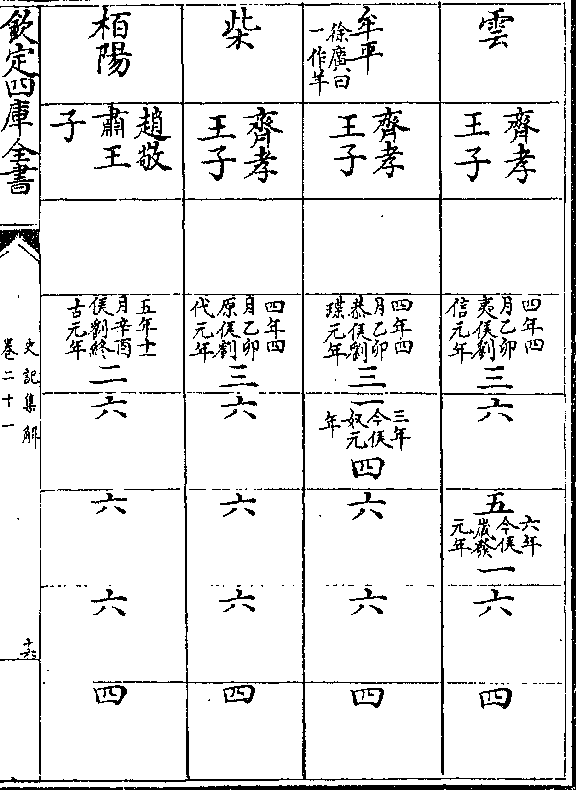 雲
齊孝
王子
四年四
月乙卯
夷侯劉
信元年
三
六
五
六年
今侯
嵗發
元年
一
六
四
牟平
徐廣曰
一作羊
齊孝
王子
四年四
月乙卯
恭侯劉
渫元年
三
一
三年
今侯
奴元
年
四
六
六
四
柴
齊孝
王子
四年四
月乙卯
原侯劉
代元年
三
六
六
六
四
栢陽
趙敬
肅王
子
五年十一
月辛酉
侯劉終
古元年
二
六
六
六
四
欽定四庫全書
史記集解
卷二十一